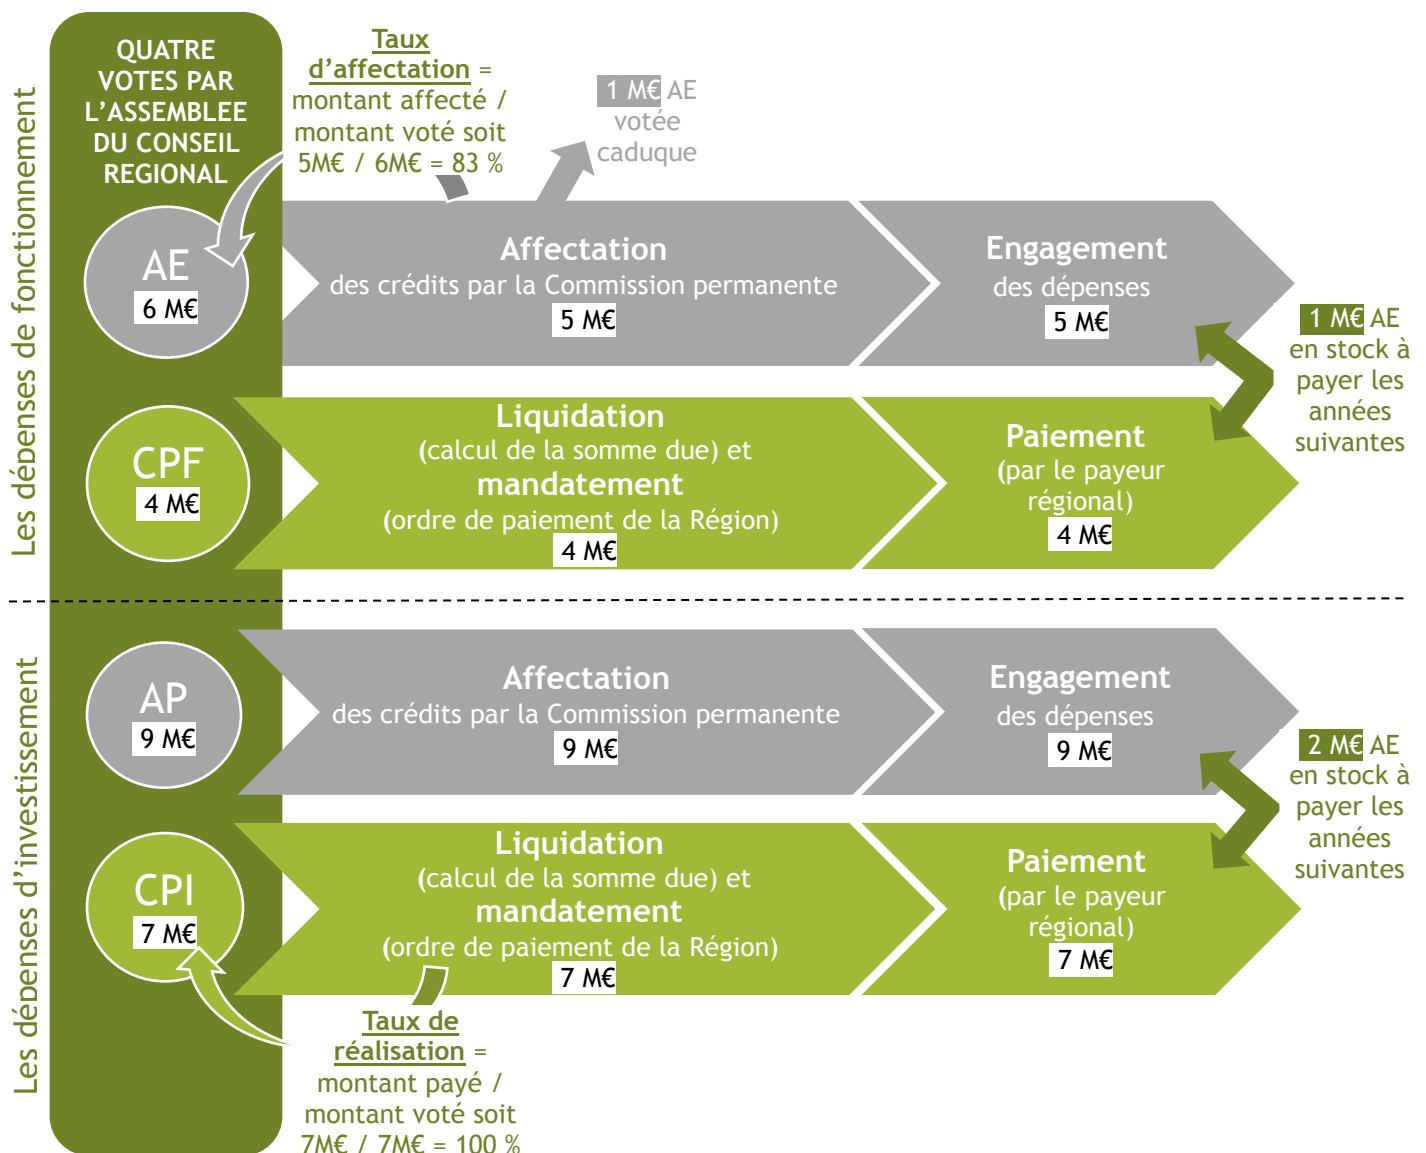 Les dépenses de fonctionnement
QUATRE
VOTES PAR
L’ASSEMBLEE
DU CONSEIL
REGIONAL
Taux
d’affectation =
montant affecté /
montant voté soit
5M€ / 6M€ = 83 %
1 M€ AE
votée
caduque
AE
6 M€
Affectation
des crédits par la Commission permanente
5 M€
Engagement
des dépenses
5 M€
1 M€ AE
en stock à
payer les
années
suivantes
CPF
4 M€
Liquidation
(calcul de la somme due) et
mandatement
(ordre de paiement de la Région)
4 M€
Paiement
(par le payeur
régional)
4 M€
Les dépenses d’investissement
AP
9 M€
Affectation
des crédits par la Commission permanente
9 M€
Engagement
des dépenses
9 M€
2 M€ AE
en stock à
payer les
années
suivantes
CPI
7 M€
Liquidation
(calcul de la somme due) et
mandatement
(ordre de paiement de la Région)
7 M€
Paiement
(par le payeur
régional)
7 M€
Taux de
réalisation =
montant payé /
montant voté soit
7M€ / 7M€ = 100 %